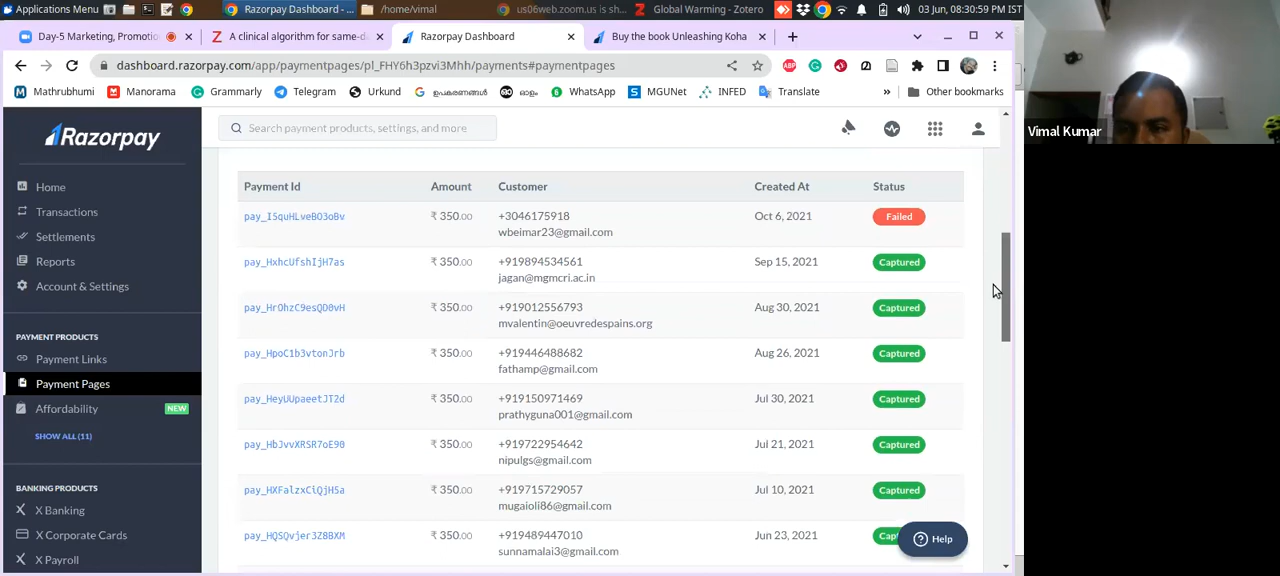 Applications Menu
Razorpay Dashboard - ...
/home/vimal
us06web.zoom.us is sh...
Global Warming - Zotero
03 Jun, 08:30:59 PM IST
Day-5 Marketing, Promotio
A clinical algorithm for same-d
Razorpay Dashboard
Buy the book Unleashing Koha
dashboard.razorpay.com/app/paymentpages/pl_FHY6h3pzvi3Mhh/payments#paymentpages
Mathrubhumi
Manorama
Grammarly
Telegram
Urkund
ഉപകരണങ്ങൾ
ഓളം
WhatsApp
MGUNet
INFED
Translate
»
Other bookmarks
Razorpay
Search payment products, settings, and more
Home
Transactions
Settlements
Reports
Account & Settings
PAYMENT PRODUCTS
Payment Links
Payment Pages
Affordability NEW
SHOW ALL (11)
BANKING PRODUCTS
X Banking
X Corporate Cards
X Payroll
Payment Id Amount Customer Created At Status
pay_I5quHLveBO3oBv ₹ 350.00 +3046175918 Oct 6, 2021 Failed
wbeimar23@gmail.com
pay_HxhcUfshIjH7as ₹ 350.00 +919894534561 Sep 15, 2021 Captured
jagan@mgmcri.ac.in
pay_HrOhzC9esQD0vH ₹ 350.00 +919012556793 Aug 30, 2021 Captured
mvalentin@oeuvredespains.org
pay_HpoC1b3vtonJrb ₹ 350.00 +919446488682 Aug 26, 2021 Captured
fathamp@gmail.com
pay_HeyUUpaeetJT2d ₹ 350.00 +919150971469 Jul 30, 2021 Captured
prathyguna001@gmail.com
pay_HbJvvXRSR7oE90 ₹ 350.00 +919722954642 Jul 21, 2021 Captured
nipulgs@gmail.com
pay_HXFalzxCiQjHSa ₹ 350.00 +919715729057 Jul 10, 2021 Captured
mugaioli86@gmail.com
pay_HQSQvjer3Z8BXM ₹ 350.00 +919489447010 Jun 23, 2021 Capt
sunnamalai3@gmail.com
Help
Vimal Kumar